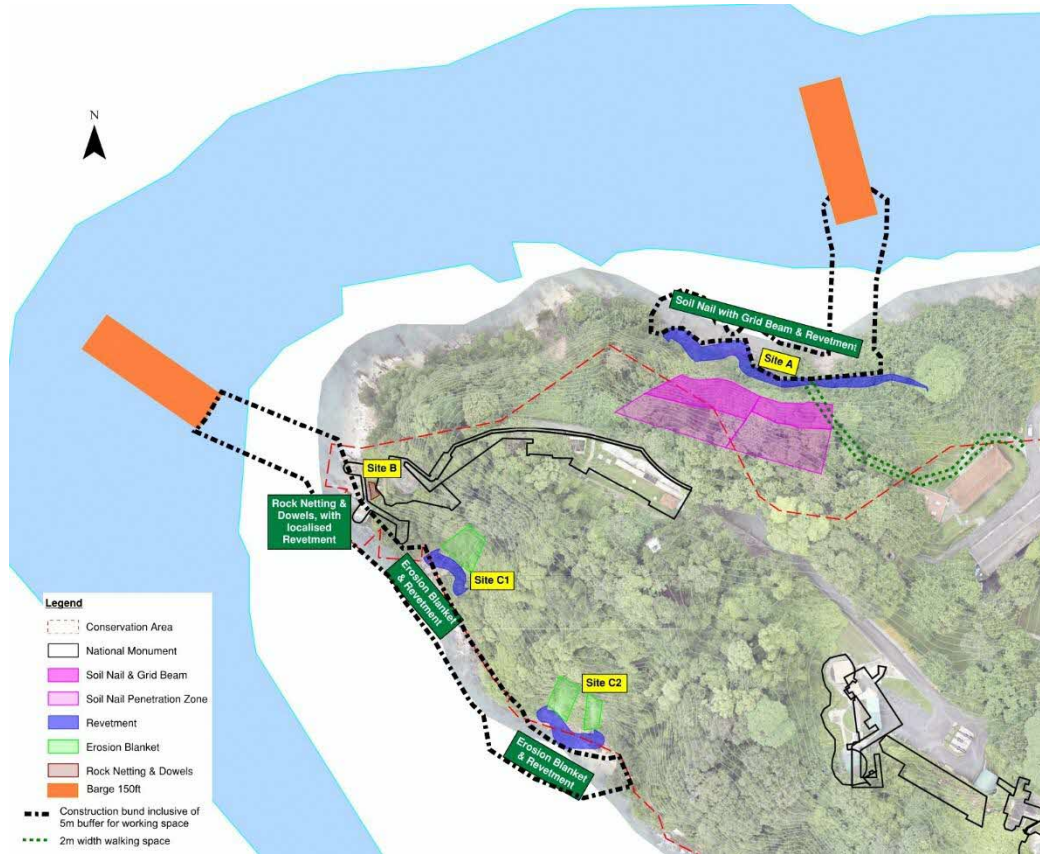 N
Soil Nail with Grid Beam & Revetment
Site A
Site B
Rock Netting &
Dowels, with
localised
Revetment
Site C1
Erosion Blanket
& Revetment
Site C2
Erosion Blanket
& Revetment
Legend
Conservation Area
National Monument
Soil Nail & Grid Beam
Soil Nail Penetration Zone
Revetment
Erosion Blanket
Rock Netting & Dowels
Barge 150ft
Construction bund inclusive of
5m buffer for working space
2m width walking space